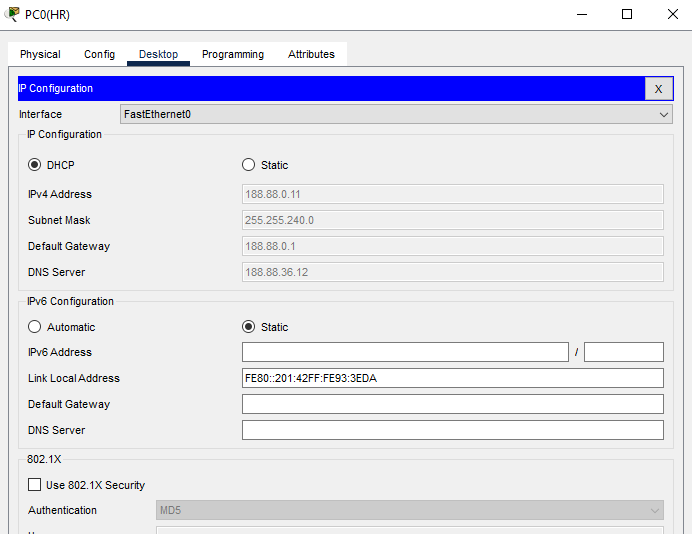 PC0(HR)
Physical Config Desktop Programming Attributes
IP Configuration X
Interface FastEthernet0
IP Configuration
DHCP Static
IPv4 Address 188.88.0.11
Subnet Mask 255.255.240.0
Default Gateway 188.88.0.1
DNS Server 188.88.36.12
IPv6 Configuration
Automatic Static
IPv6 Address /
Link Local Address FE80::201:42FF:FE93:3EDA
Default Gateway
DNS Server
802.1X
Use 802.1X Security
Authentication MD5